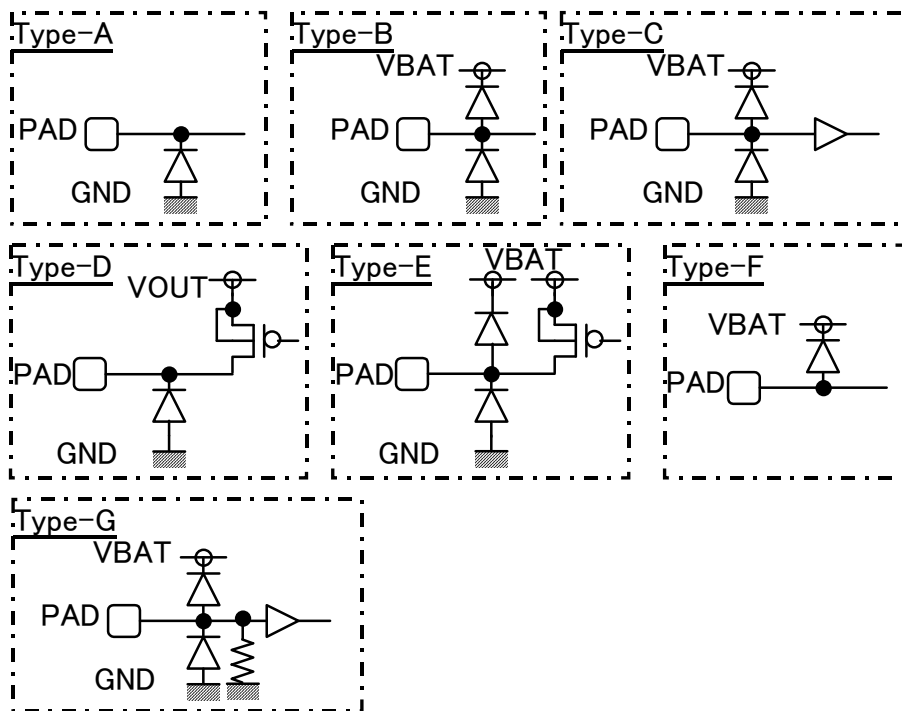 Type-A
PAD
GND
Type-B
VBAT
PAD
GND
Type-C
VBAT
PAD
GND
Type-D
VOUT
PAD
GND
Type-E
VBAT
PAD
GND
Type-F
VBAT
PAD
Type-G
VBAT
PAD
GND